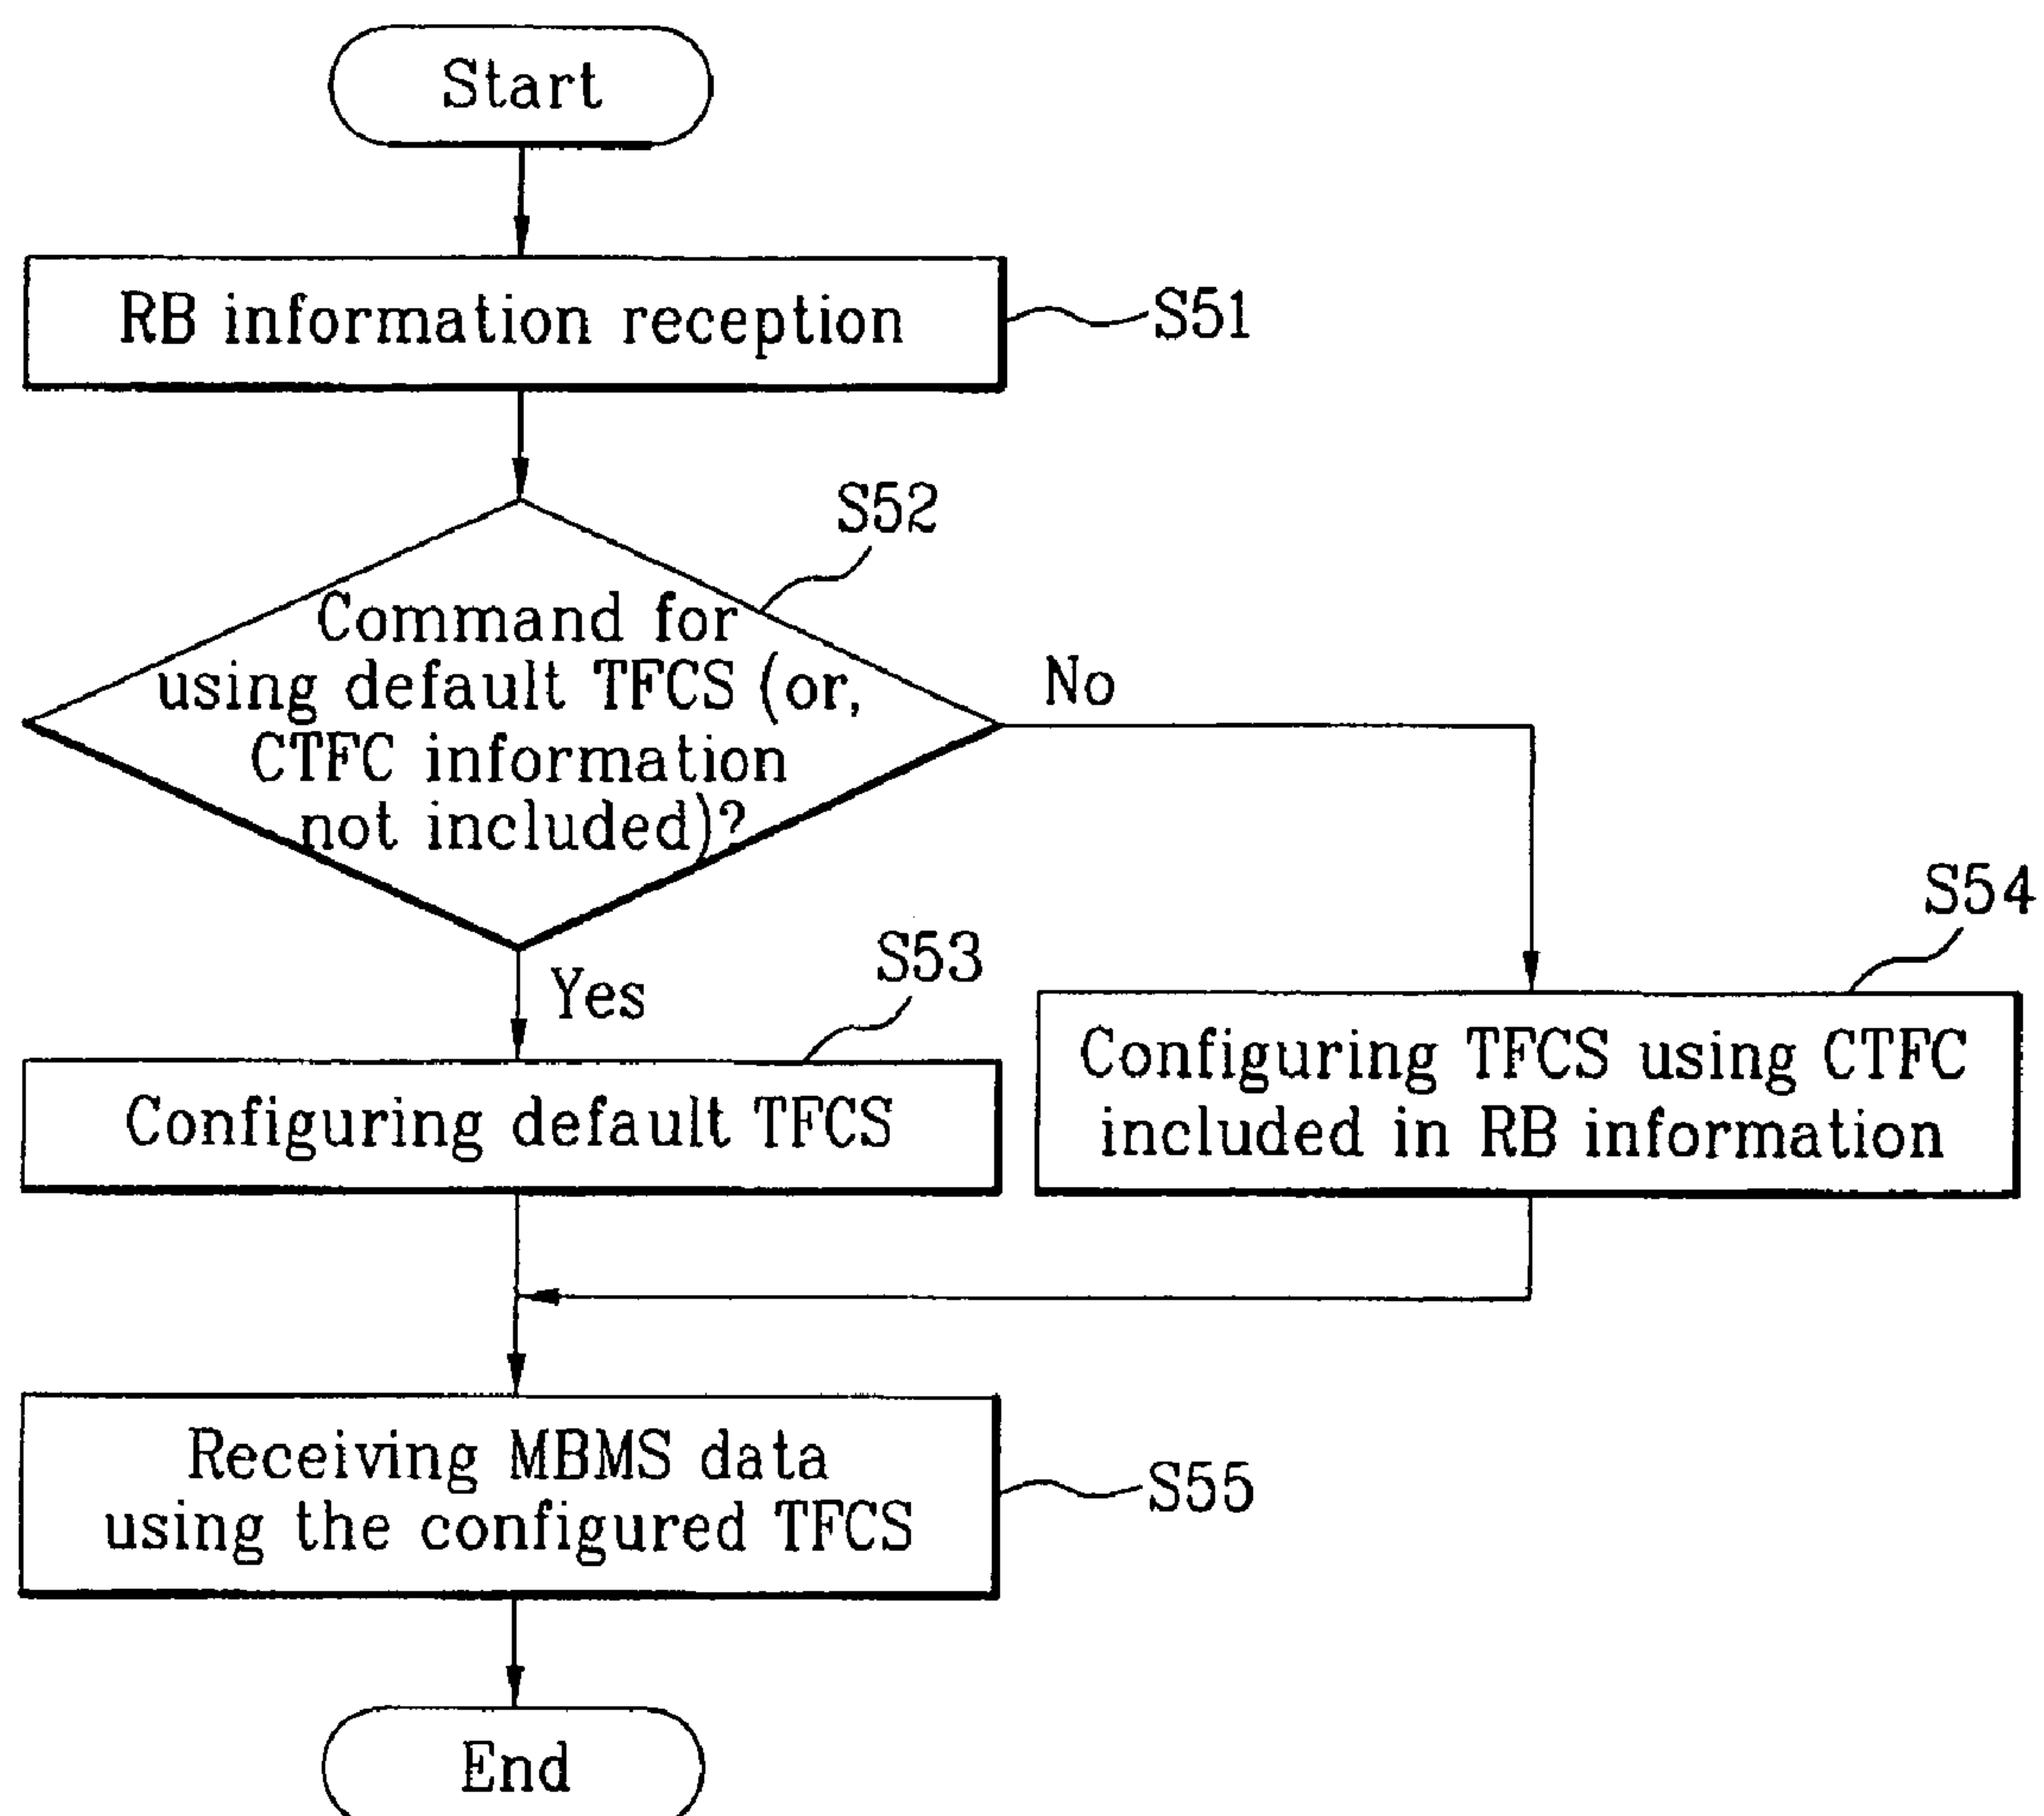 Start
RB information reception
S51
S52
Command for
using default TFCS (or,
CTFC information
not included)?
No
Yes
S53
Configuring default TFCS
S54
Configuring TFCS using CTFC
included in RB information
Receiving MBMS data
using the configured TFCS
S55
End